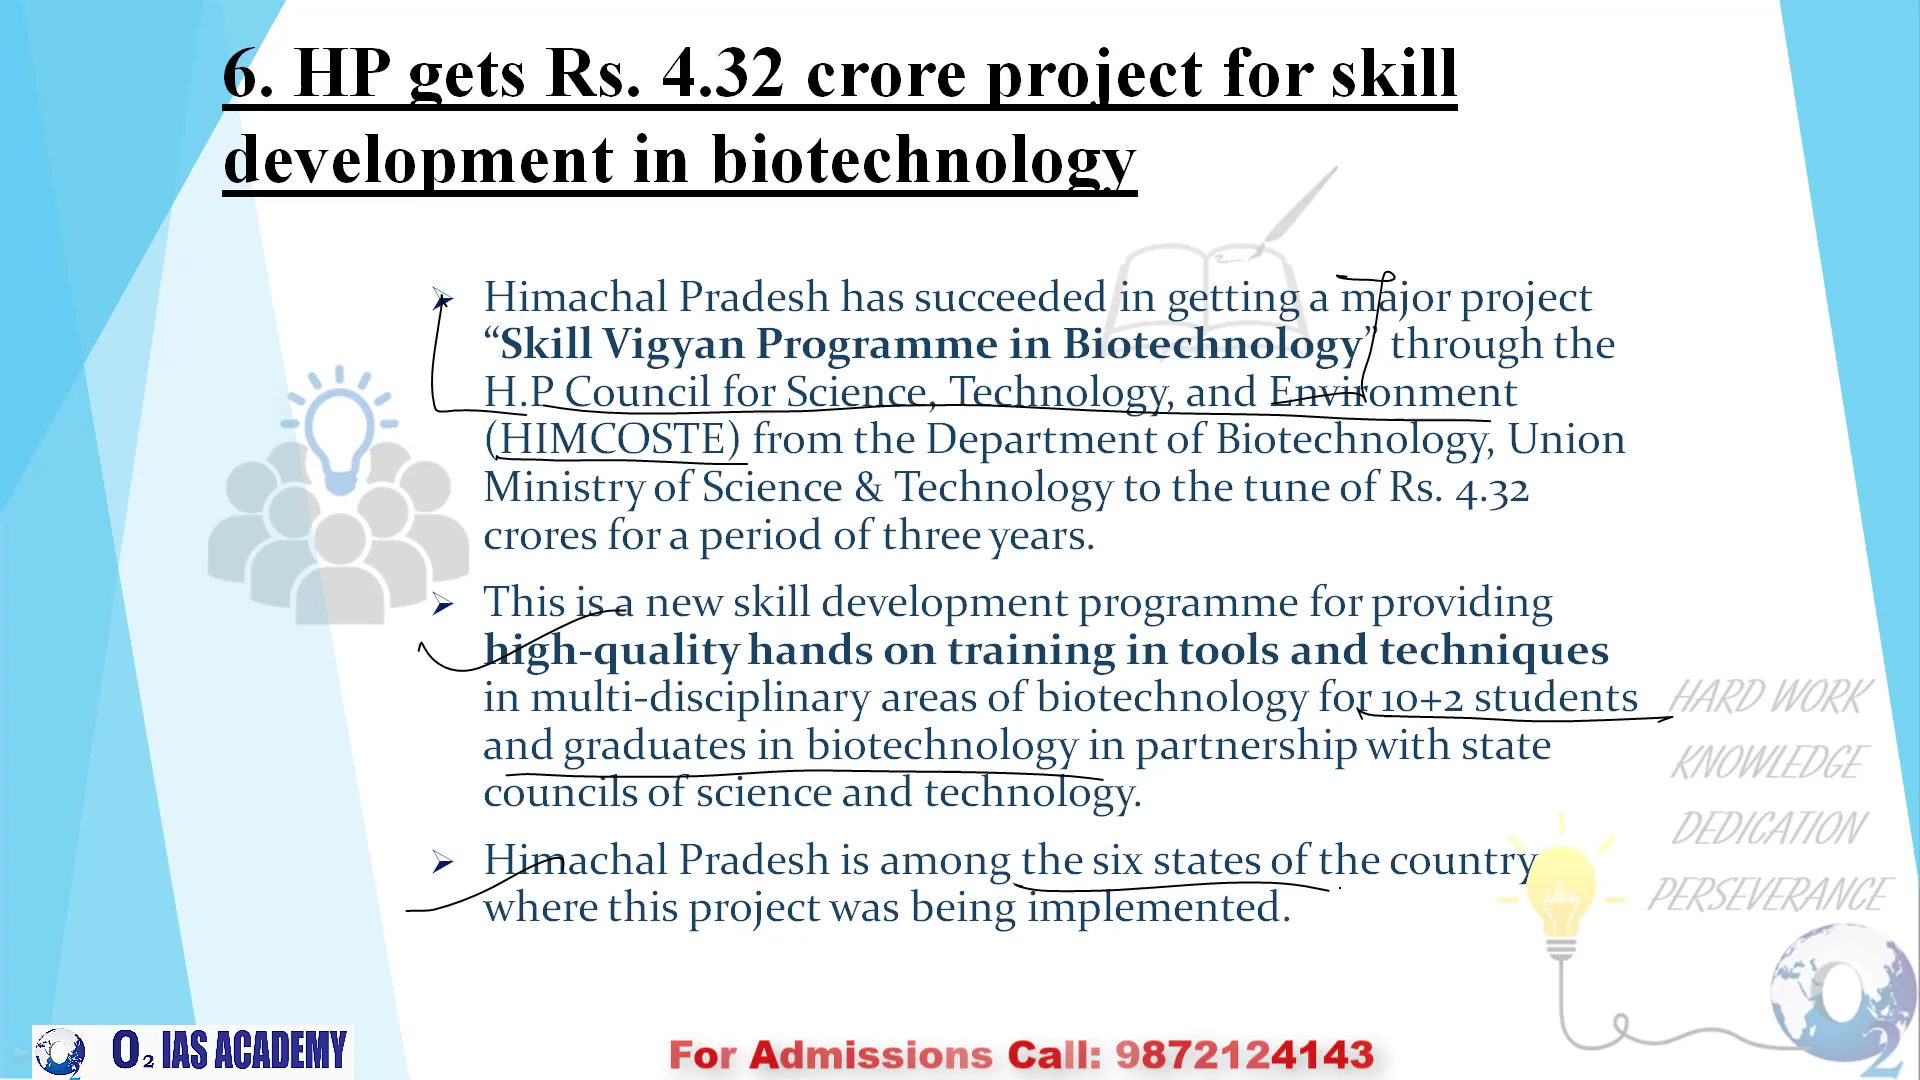 6. HP gets Rs. 4.32 crore project for skill
development in biotechnology
Himachal Pradesh has succeeded in getting a major project
“Skill Vigyan Programme in Biotechnology” through the
H.P Council for Science, Technology, and Environment
(HIMCOSTE) from the Department of Biotechnology, Union
Ministry of Science & Technology to the tune of Rs. 4.32
crores for a period of three years.
This is a new skill development programme for providing
high-quality hands on training in tools and techniques
in multi-disciplinary areas of biotechnology for 10+2 students
and graduates in biotechnology in partnership with state
councils of science and technology.
Himachal Pradesh is among the six states of the country
where this project was being implemented.
HARD WORK
KNOWLEDGE
DEDICATION
PERSEVERANCE
idea
O2
O2 IAS ACADEMY
For Admissions Call: 9872124143